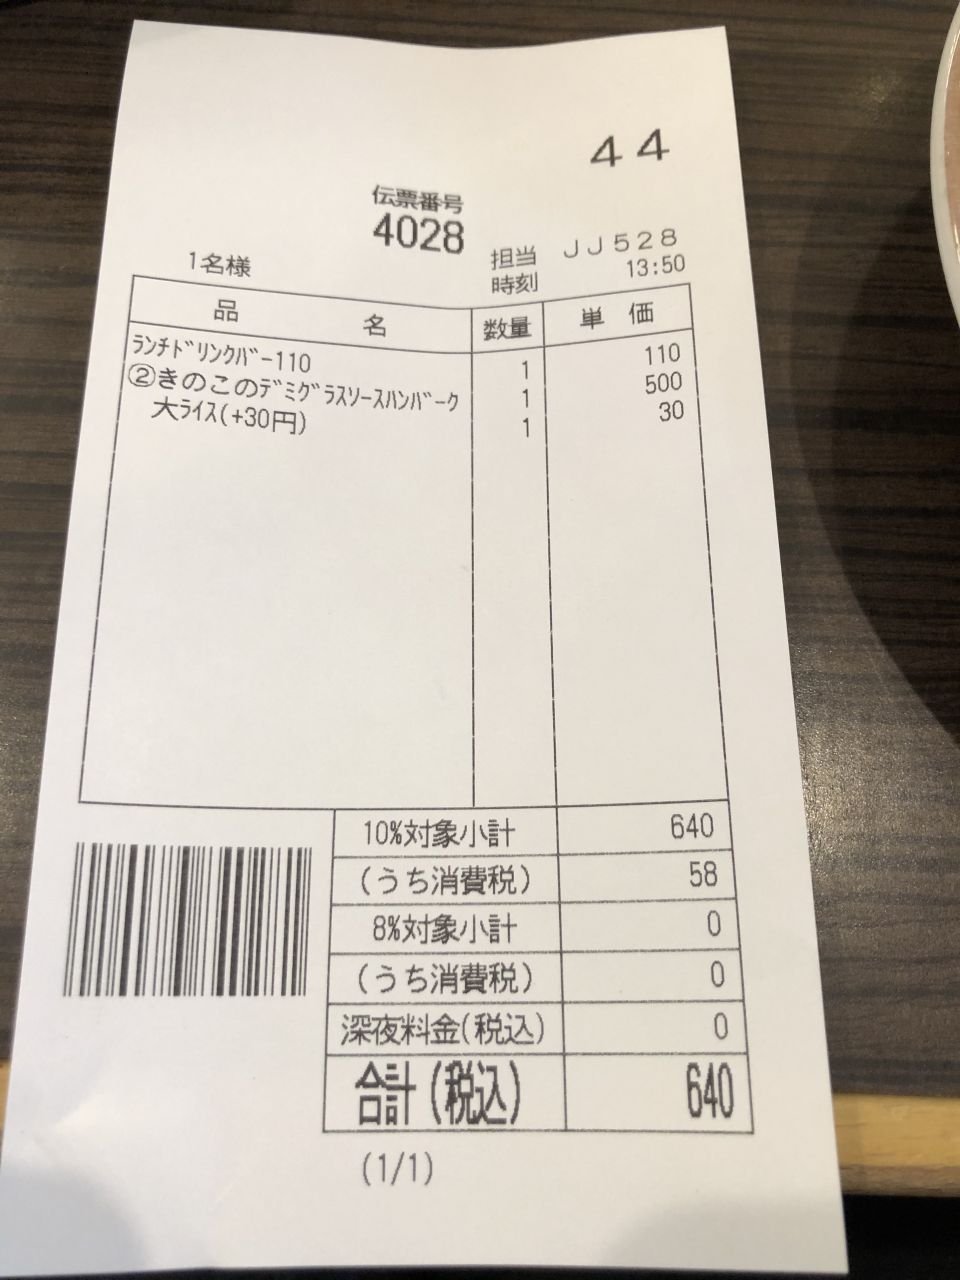 44
伝票番号
4028
1名様
担当 JJ528
時刻 13:50
品 名 数量 単 価
ﾗﾝﾁﾄﾞﾘﾝｸﾊﾞｰ110 1 110
②きのこのﾃﾞﾐｸﾞﾗｽｿｰｽﾊﾝﾊﾞｰｸ 1 500
大ﾗｲｽ(+30円) 1 30
10%対象小計 640
(うち消費税) 58
8%対象小計 0
(うち消費税) 0
深夜料金(税込) 0
合計(税込) 640
(1/1)